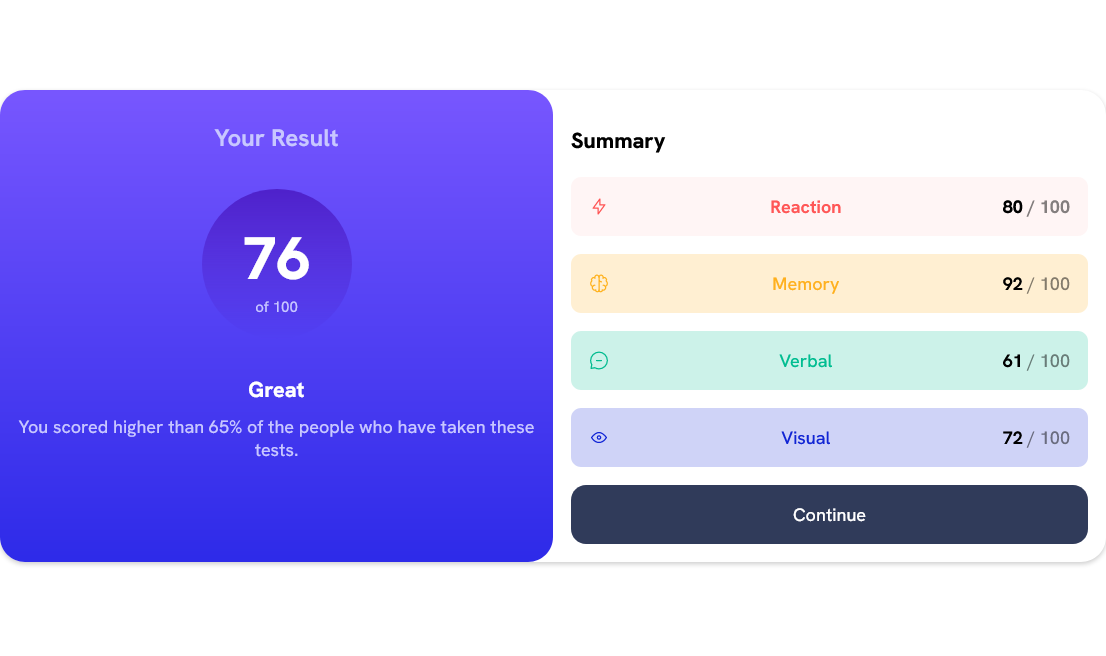 Your Result
76
of 100
Great
You scored higher than 65% of the people who have taken these
tests.
Summary
Reaction 80 / 100
Memory 92 / 100
Verbal 61 / 100
Visual 72 / 100
Continue